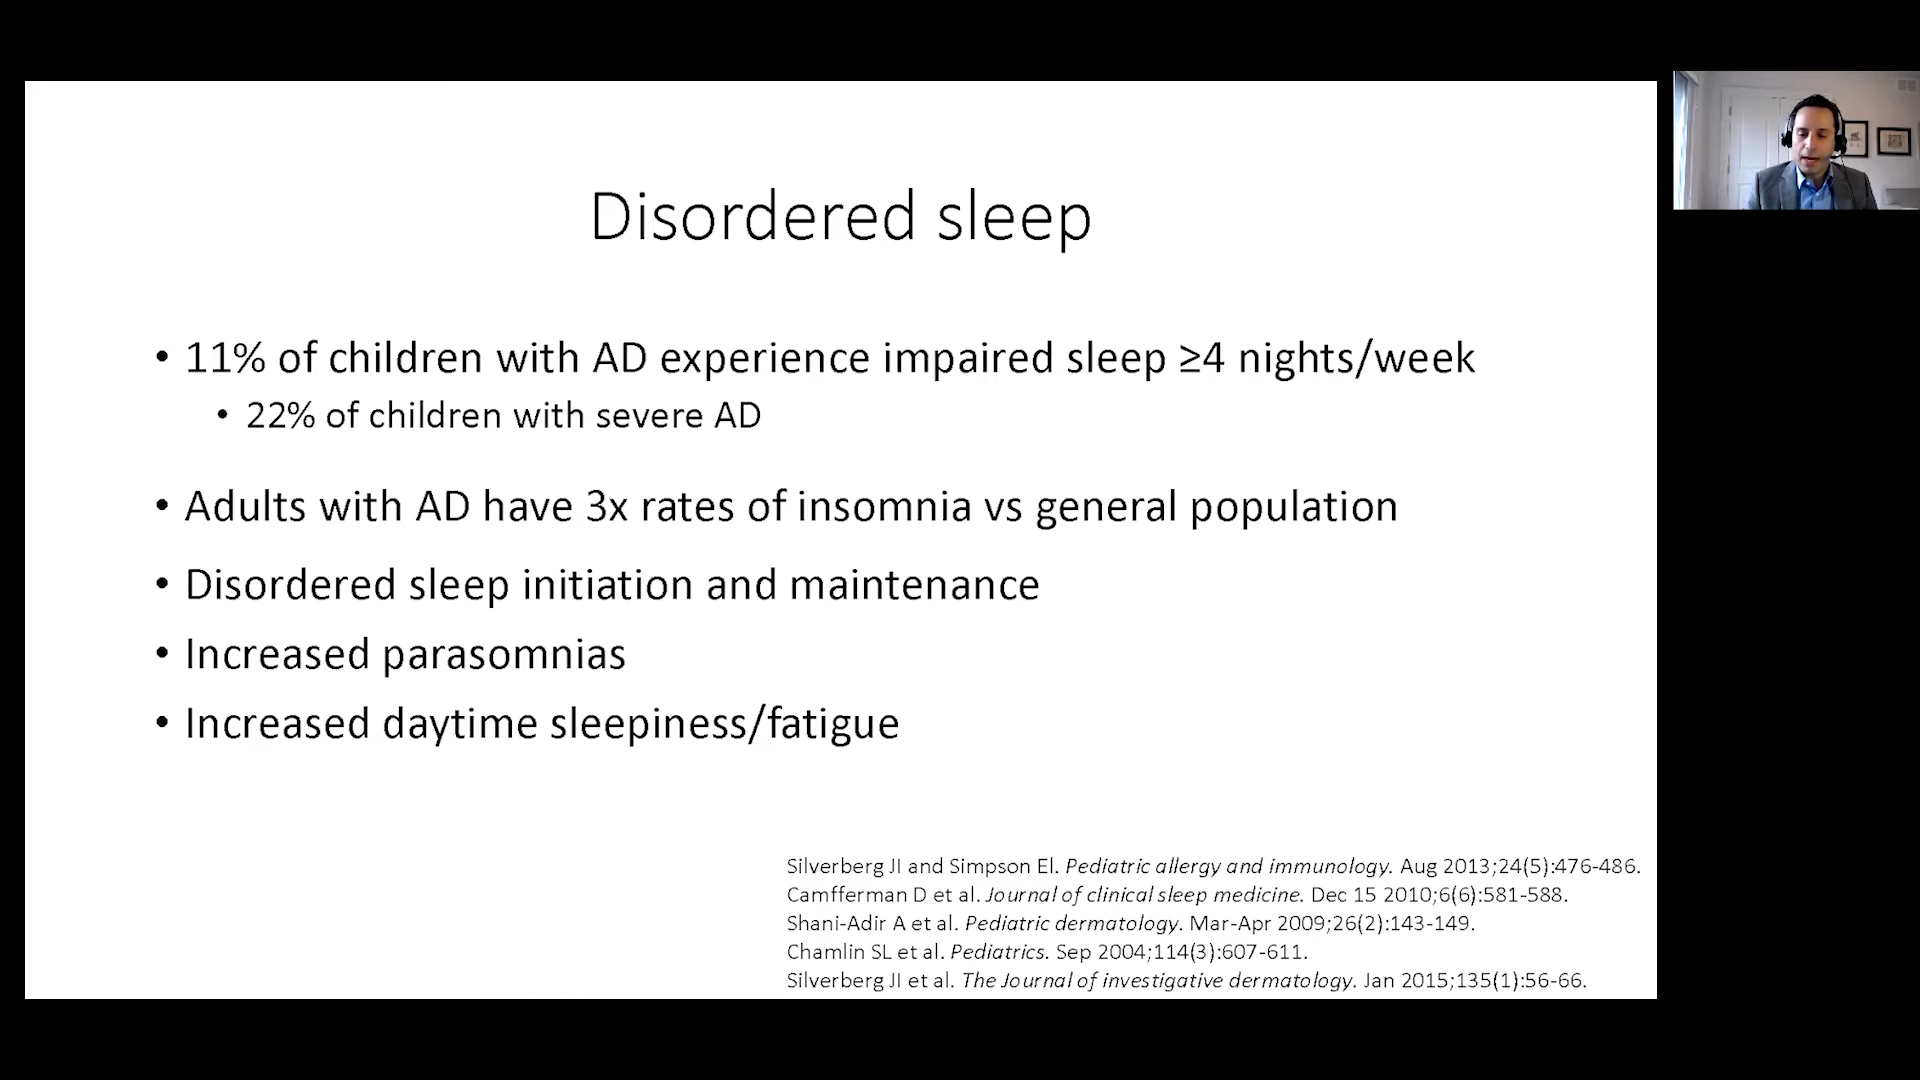 Disordered sleep
• 11% of children with AD experience impaired sleep ≥4 nights/week
• 22% of children with severe AD
• Adults with AD have 3x rates of insomnia vs general population
• Disordered sleep initiation and maintenance
• Increased parasomnias
• Increased daytime sleepiness/fatigue
Silverberg JI and Simpson El. Pediatric allergy and immunology. Aug 2013;24(5):476-486.
Camfferman D et al. Journal of clinical sleep medicine. Dec 15 2010;6(6):581-588.
Shani-Adir A et al. Pediatric dermatology. Mar-Apr 2009;26(2):143-149.
Chamlin SL et al. Pediatrics. Sep 2004;114(3):607-611.
Silverberg JI et al. The Journal of investigative dermatology. Jan 2015;135(1):56-66.